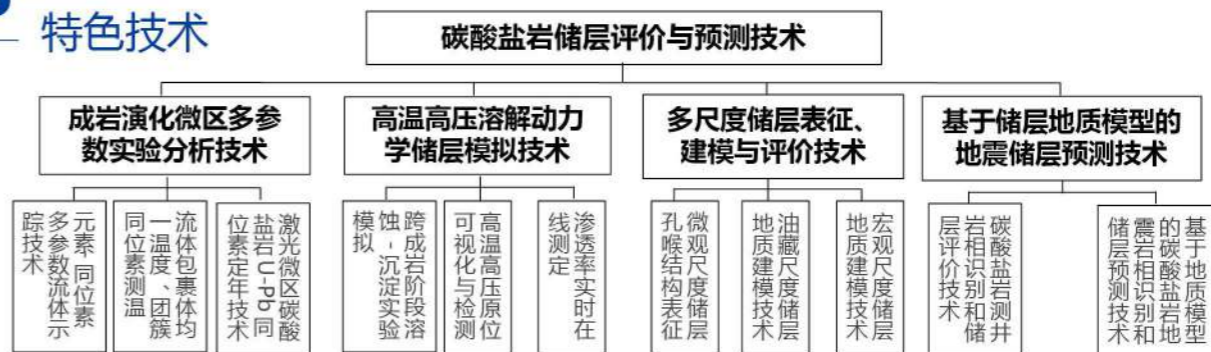 特色技术
碳酸盐岩储层评价与预测技术
成岩演化微区多参
数实验分析技术
高温高压溶解动力
学储层模拟技术
多尺度储层表征、
建模与评价技术
基于储层地质模型的
地震储层预测技术
元素-同位素
多参数流体示
踪技术
流体包裹体均
一温度、团簇
同位素测温
激光微区碳酸
盐岩U-Pb同
位素定年技术
跨成岩阶段溶
蚀-沉淀实验
模拟
高温高压原位
可视化与检测
渗透率实时在
线测定
微观尺度储层
孔喉结构表征
油藏尺度储层
地质建模技术
宏观尺度储层
地质建模技术
碳酸盐岩测井
岩相识别和储
层评价技术
基于地质模型
的碳酸盐岩地
震岩相识别和
储层预测技术